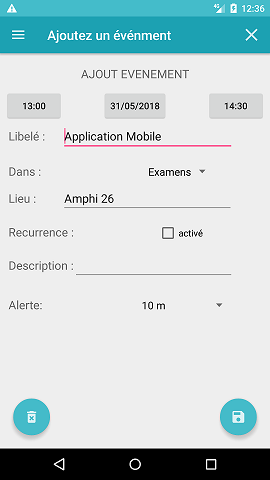 12:36
Ajoutez un événment
AJOUT EVENEMENT
13:00 31/05/2018 14:30
Libelé : Application Mobile
Dans : Examens
Lieu : Amphi 26
Recurrence : activé
Description :
Alerte: 10 m